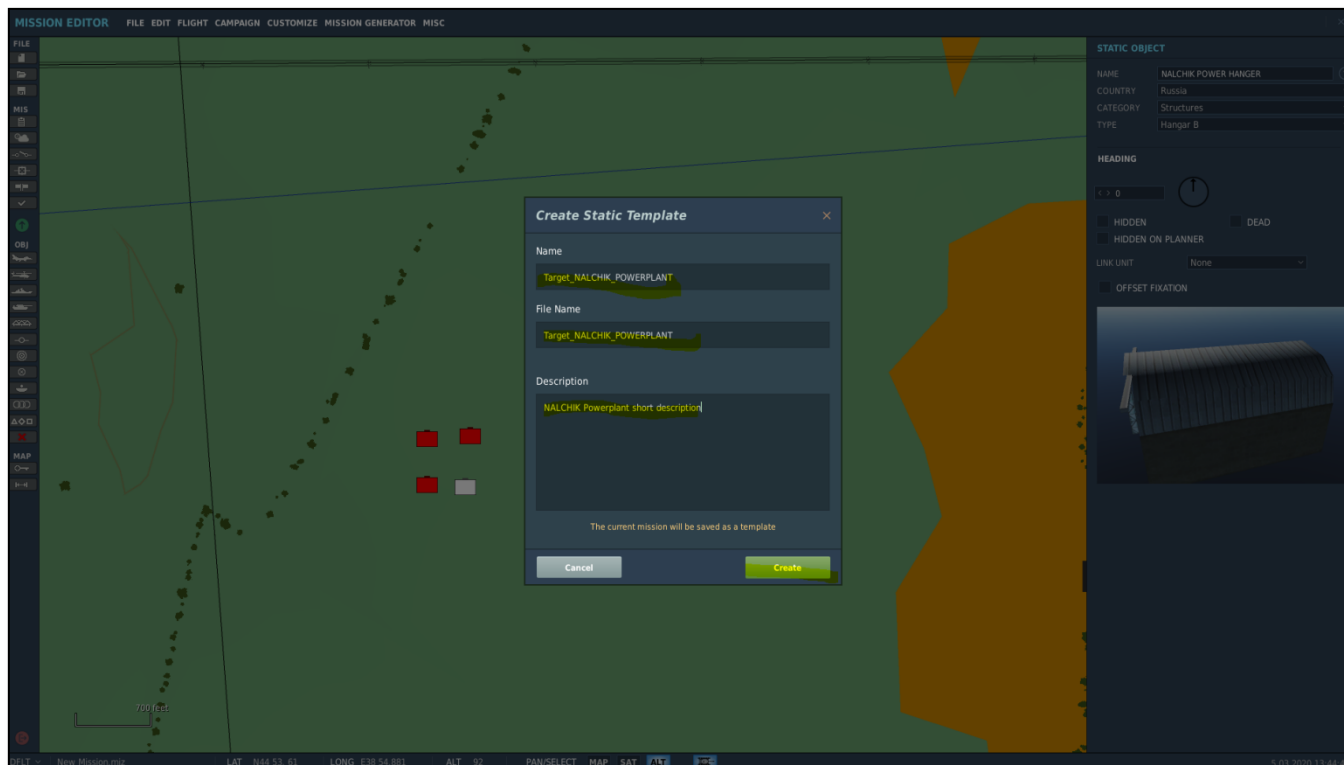 MISSION EDITOR FILE EDIT FLIGHT CAMPAIGN CUSTOMIZE MISSION GENERATOR MISC
FILE
MIS
OBJ
MAP
STATIC OBJECT
NAME NALCHIK POWER HANGER
COUNTRY Russia
CATEGORY Structures
TYPE Hangar B
HEADING
< > 0
HIDDEN DEAD
HIDDEN ON PLANNER
LINK UNIT None
OFFSET FIXATION
Create Static Template
Name
Target_NALCHIK_POWERPLANT
File Name
Target_NALCHIK_POWERPLANT
Description
NALCHIK Powerplant short description
The current mission will be saved as a template
Cancel Create
700 feet
DFLT New Mission.miz LAT N44 53. 61 LONG E38 54.881 ALT 92 PAN/SELECT MAP SAT ALT